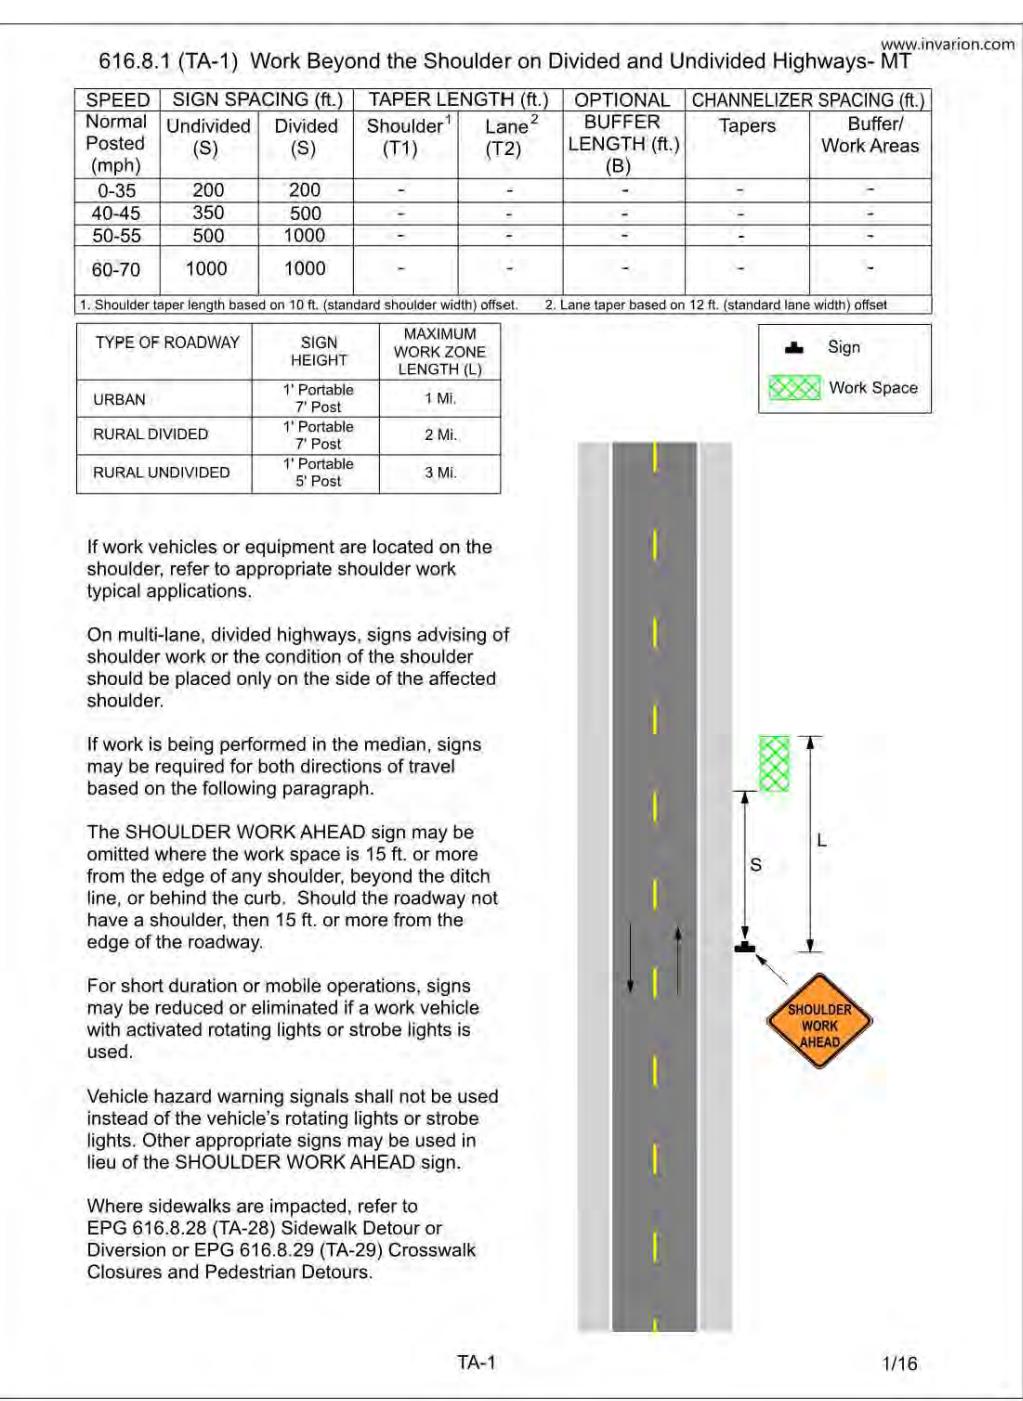 www.invarion.com
616.8.1 (TA-1) Work Beyond the Shoulder on Divided and Undivided Highways- MT
SPEED SIGN SPACING (ft.) TAPER LENGTH (ft.) OPTIONAL CHANNELIZER SPACING (ft.)
Normal Undivided Divided Shoulder1 Lane2 BUFFER Tapers Buffer/
Posted (S) (S) (T1) (T2) LENGTH (ft.) Work Areas
(mph) (B)
0-35 200 200 - - - - -
40-45 350 500 - - - - -
50-55 500 1000 - - - - -
60-70 1000 1000 - - - - -
1. Shoulder taper length based on 10 ft. (standard shoulder width) offset. 2. Lane taper based on 12 ft. (standard lane width) offset
TYPE OF ROADWAY SIGN HEIGHT MAXIMUM WORK ZONE LENGTH (L)
URBAN 1' Portable 7' Post 1 Mi.
RURAL DIVIDED 1' Portable 7' Post 2 Mi.
RURAL UNDIVIDED 1' Portable 5' Post 3 Mi.
Sign
Work Space
If work vehicles or equipment are located on the
shoulder, refer to appropriate shoulder work
typical applications.
On multi-lane, divided highways, signs advising of
shoulder work or the condition of the shoulder
should be placed only on the side of the affected
shoulder.
If work is being performed in the median, signs
may be required for both directions of travel
based on the following paragraph.
The SHOULDER WORK AHEAD sign may be
omitted where the work space is 15 ft. or more
from the edge of any shoulder, beyond the ditch
line, or behind the curb. Should the roadway not
have a shoulder, then 15 ft. or more from the
edge of the roadway.
For short duration or mobile operations, signs
may be reduced or eliminated if a work vehicle
with activated rotating lights or strobe lights is
used.
Vehicle hazard warning signals shall not be used
instead of the vehicle's rotating lights or strobe
lights. Other appropriate signs may be used in
lieu of the SHOULDER WORK AHEAD sign.
Where sidewalks are impacted, refer to
EPG 616.8.28 (TA-28) Sidewalk Detour or
Diversion or EPG 616.8.29 (TA-29) Crosswalk
Closures and Pedestrian Detours.
L
S
SHOULDER
WORK
AHEAD
TA-1
1/16